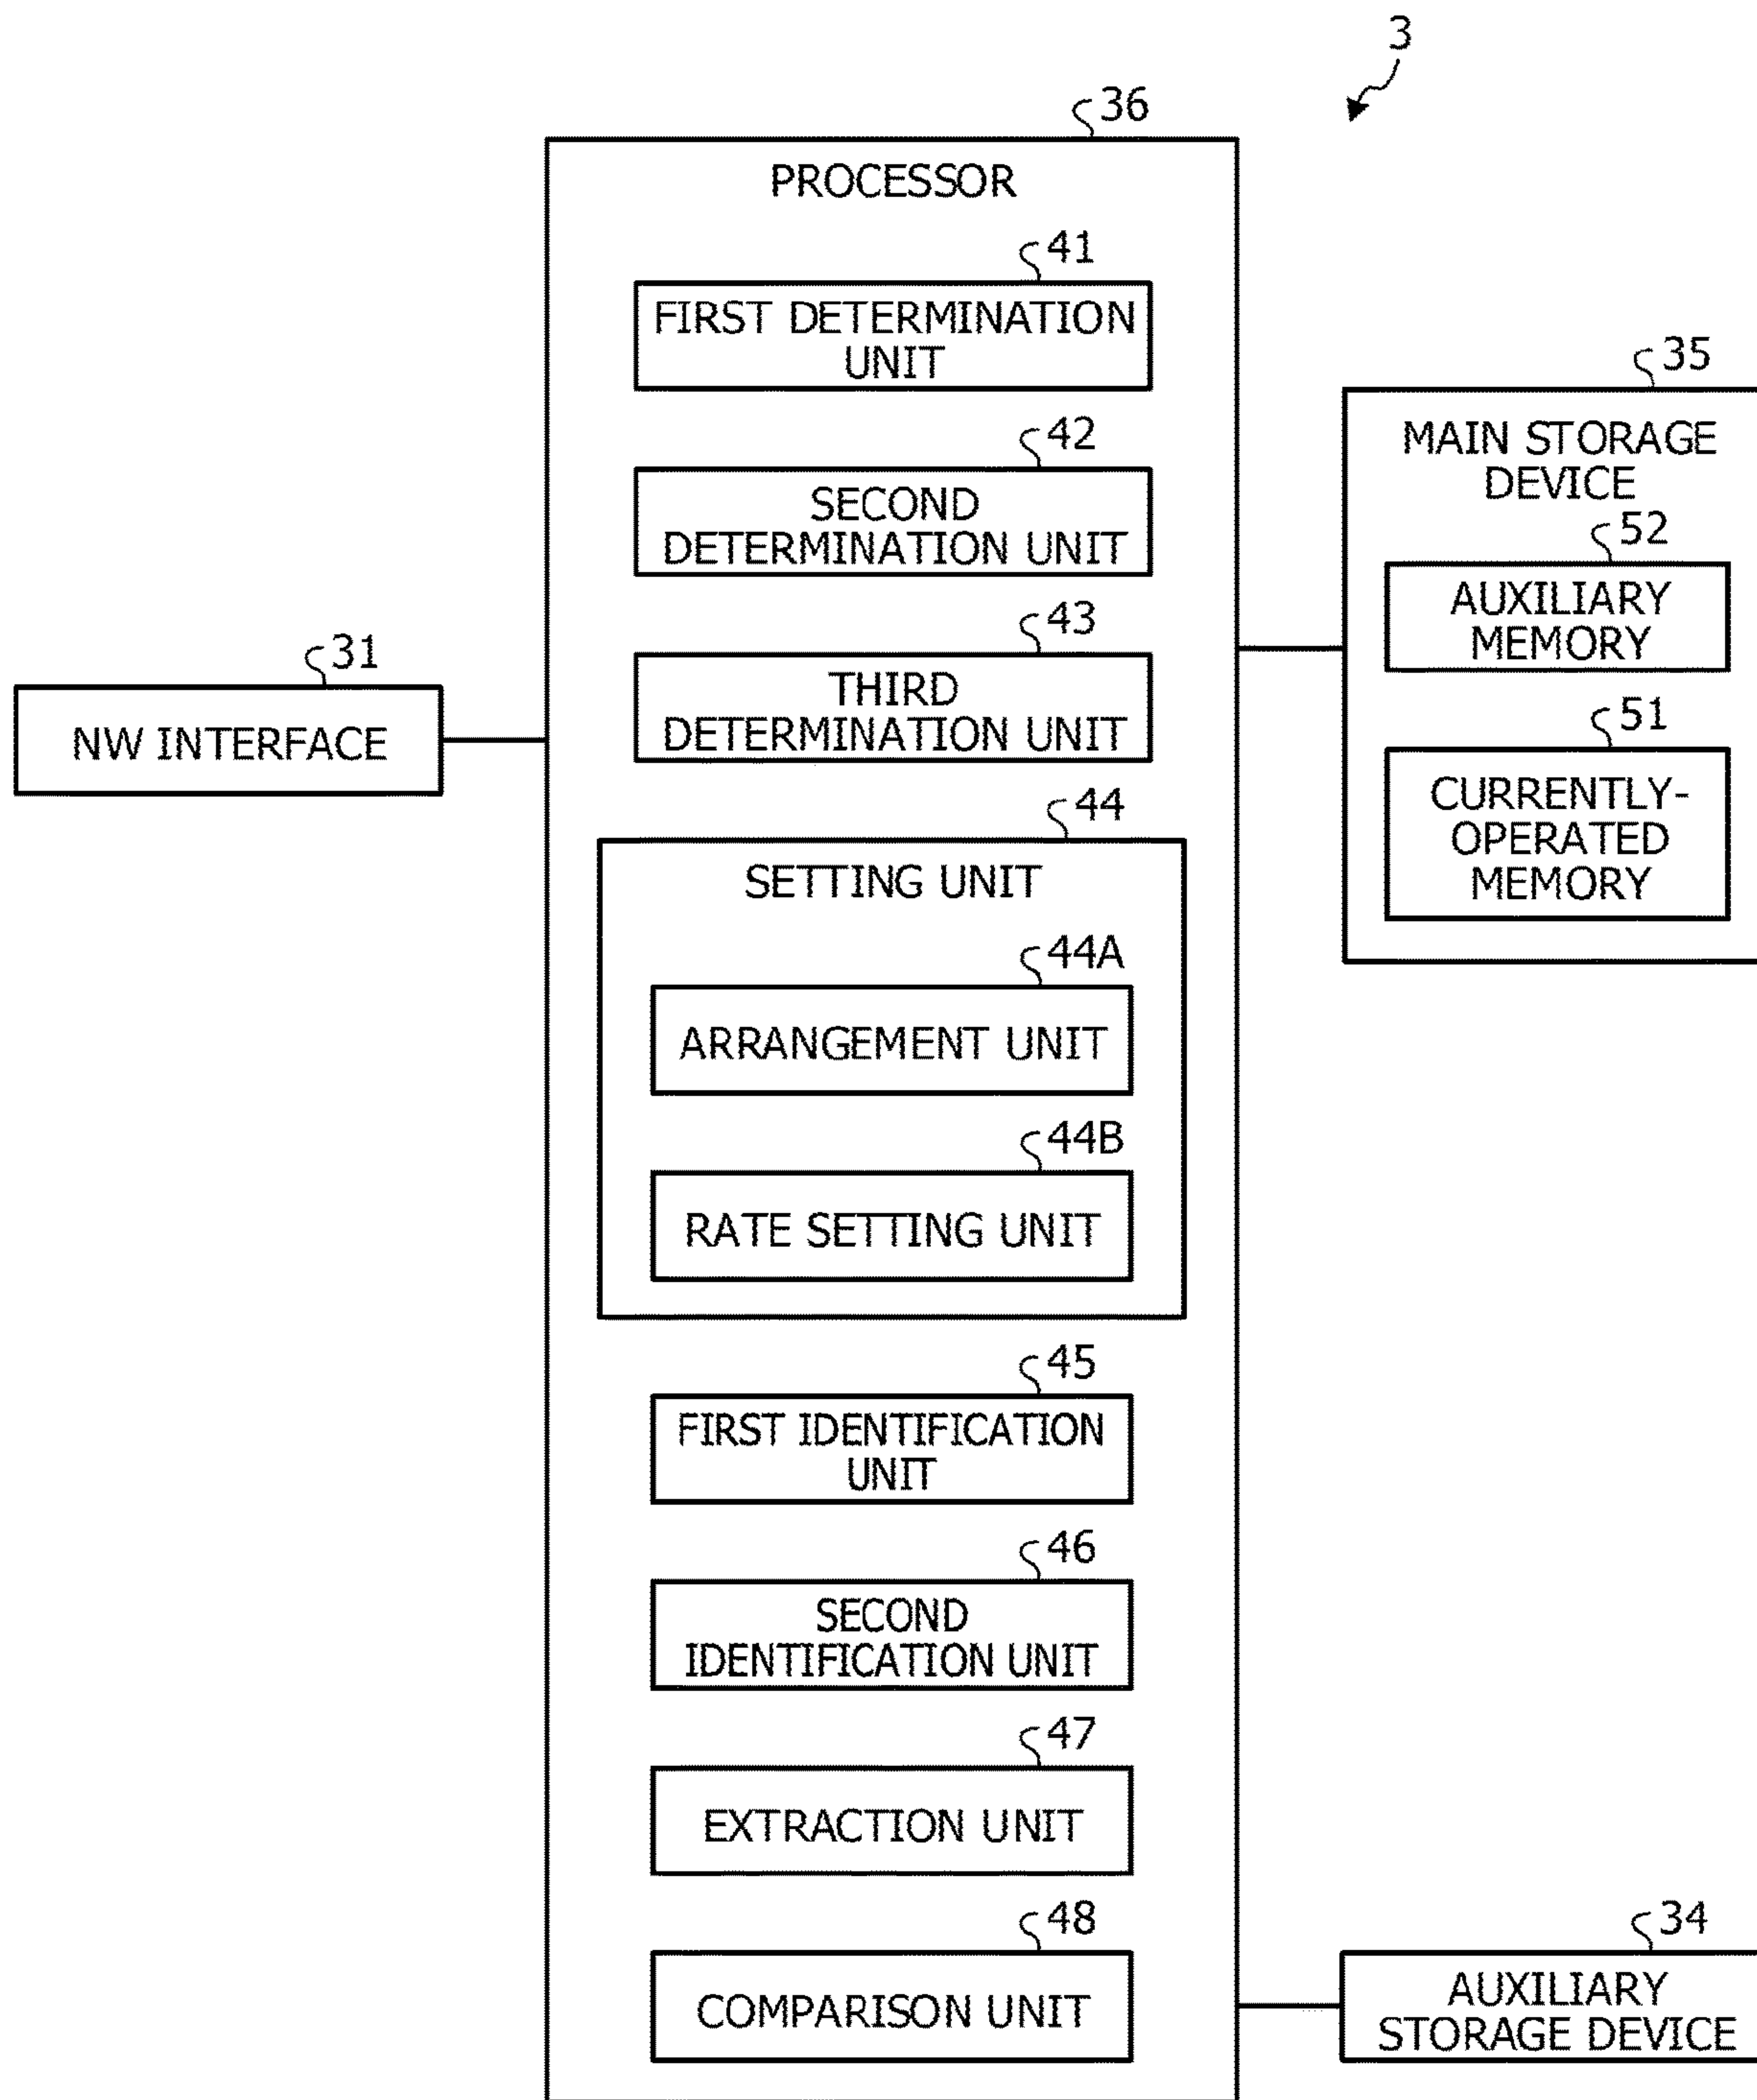 3
36
PROCESSOR
41
FIRST DETERMINATION
UNIT
42
SECOND
DETERMINATION UNIT
43
THIRD
DETERMINATION UNIT
44
SETTING UNIT
44A
ARRANGEMENT UNIT
44B
RATE SETTING UNIT
45
FIRST IDENTIFICATION
UNIT
46
SECOND
IDENTIFICATION UNIT
47
EXTRACTION UNIT
48
COMPARISON UNIT
31
NW INTERFACE
35
MAIN STORAGE
DEVICE
52
AUXILIARY
MEMORY
51
CURRENTLY-
OPERATED
MEMORY
34
AUXILIARY
STORAGE DEVICE